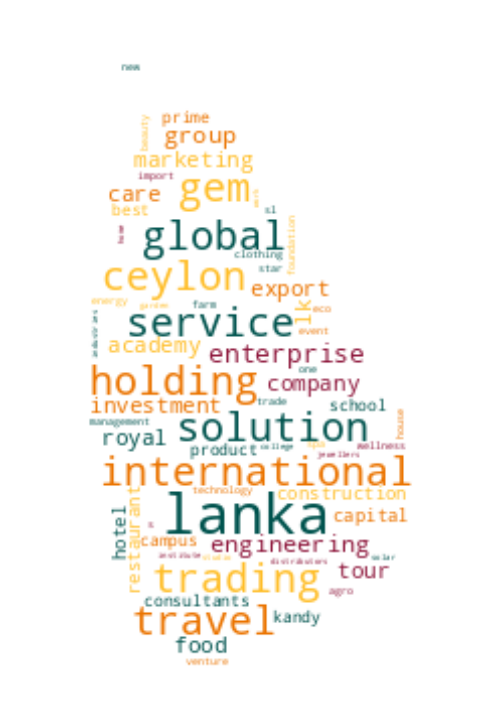 new
prime
beauty
group
marketing
import
care
gem
best
sl
home
global
clothing
foundation
star
ceylon
export
energy
garden
farm
lk
eco
service
event
industries
academy
enterprise
one
holding
company
investment
trade
school
house
management
solution
royal
product
college
spa
wellness
jewellers
international
technology
construction
lanka
hotel
restaurant
capital
campus
engineering
institute
studio
solar
distributors
trading
tour
agro
consultants
travel
kandy
food
venture